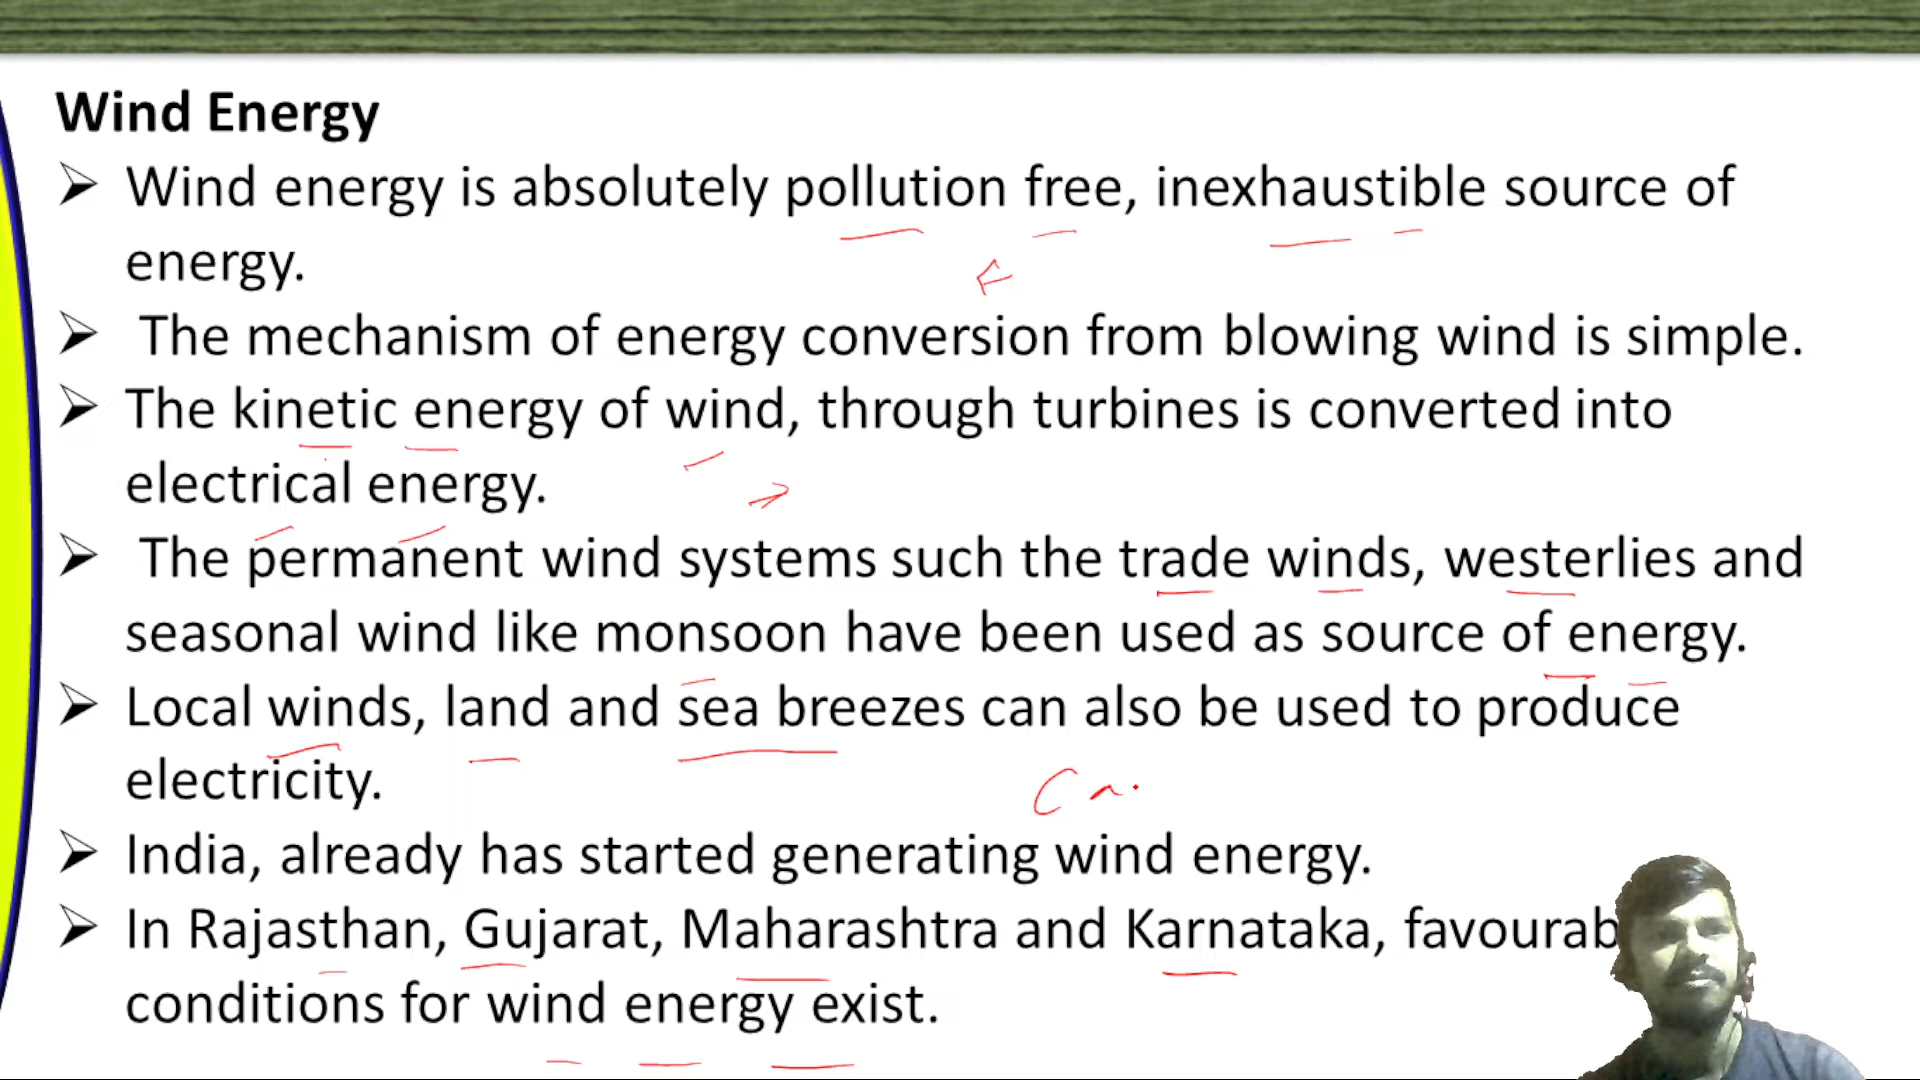 Wind Energy
Wind energy is absolutely pollution free, inexhaustible source of
energy.
The mechanism of energy conversion from blowing wind is simple.
The kinetic energy of wind, through turbines is converted into
electrical energy.
The permanent wind systems such the trade winds, westerlies and
seasonal wind like monsoon have been used as source of energy.
Local winds, land and sea breezes can also be used to produce
electricity.
India, already has started generating wind energy.
In Rajasthan, Gujarat, Maharashtra and Karnataka,
conditions for wind energy exist.